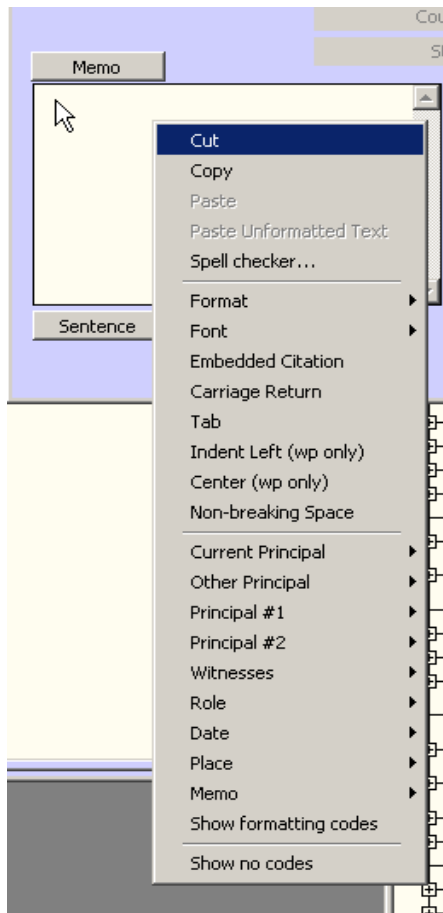 Cou
Memo
Cut
Copy
Paste
Paste Unformatted Text
Spell checker...
Format
Sentence
Font
Embedded Citation
Carriage Return
Tab
Indent Left (wp only)
Center (wp only)
Non-breaking Space
Current Principal
Other Principal
Principal #1
Principal #2
Witnesses
Role
Date
Place
Memo
Show formatting codes
Show no codes